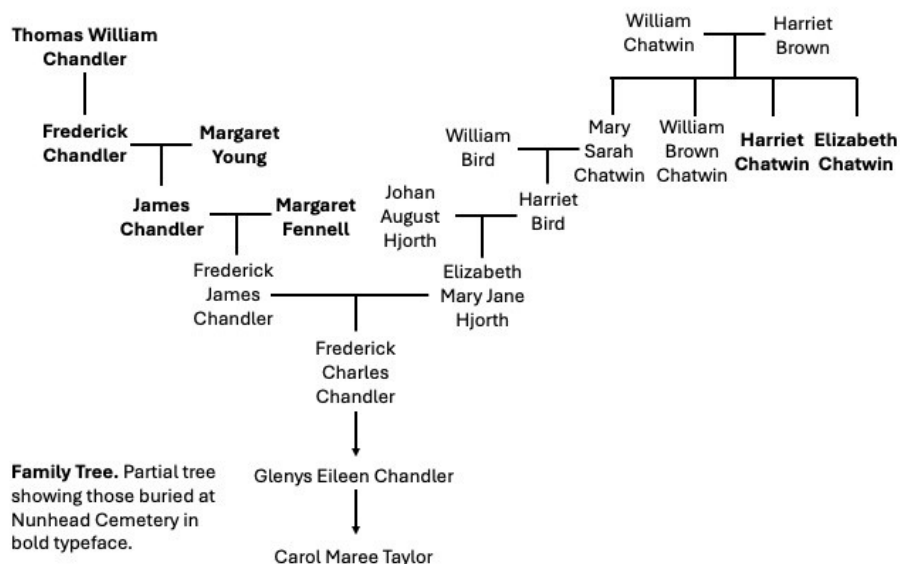 Thomas William
Chandler
William
Chatwin
Harriet
Brown
Frederick
Chandler
Margaret
Young
William
Bird
Mary
Sarah
Chatwin
William
Brown
Chatwin
Harriet
Chatwin
Elizabeth
Chatwin
James
Chandler
Margaret
Fennell
Johan
August
Hjorth
Harriet
Bird
Frederick
James
Chandler
Elizabeth
Mary Jane
Hjorth
Frederick
Charles
Chandler
Family Tree. Partial tree
showing those buried at
Nunhead Cemetery in
bold typeface.
Glenys Eileen Chandler
Carol Maree Taylor